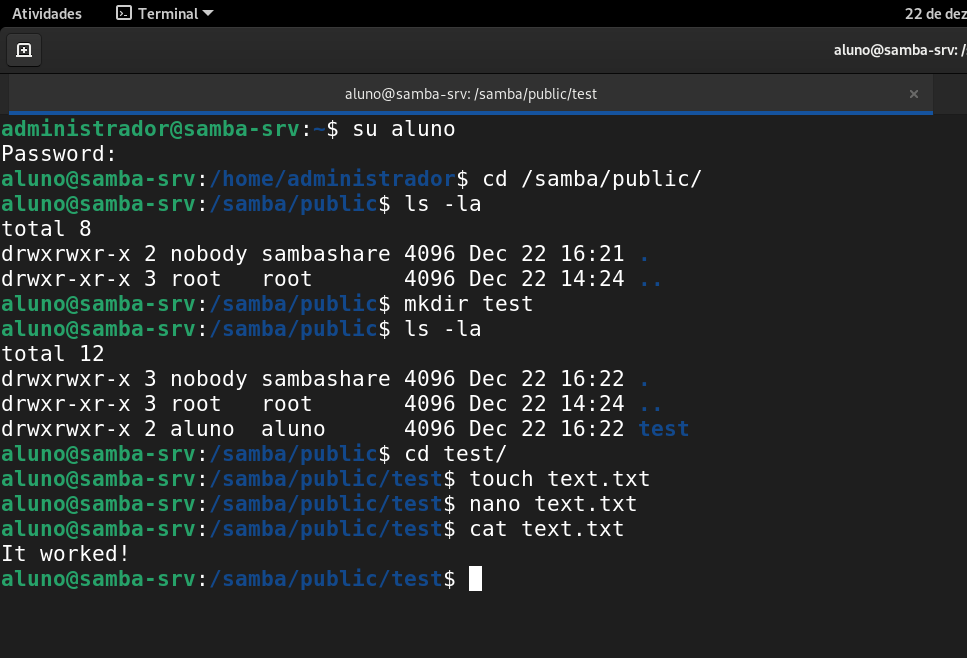 Atividades Terminal 22 de dez
aluno@samba-srv: /
aluno@samba-srv: /samba/public/test
administrador@samba-srv:~$ su aluno
Password:
aluno@samba-srv:/home/administrador$ cd /samba/public/
aluno@samba-srv:/samba/public$ ls -la
total 8
drwxrwxr-x 2 nobody sambashare 4096 Dec 22 16:21 .
drwxr-xr-x 3 root   root       4096 Dec 22 14:24 ..
aluno@samba-srv:/samba/public$ mkdir test
aluno@samba-srv:/samba/public$ ls -la
total 12
drwxrwxr-x 3 nobody sambashare 4096 Dec 22 16:22 .
drwxr-xr-x 3 root   root       4096 Dec 22 14:24 ..
drwxrwxr-x 2 aluno  aluno      4096 Dec 22 16:22 test
aluno@samba-srv:/samba/public$ cd test/
aluno@samba-srv:/samba/public/test$ touch text.txt
aluno@samba-srv:/samba/public/test$ nano text.txt
aluno@samba-srv:/samba/public/test$ cat text.txt
It worked!
aluno@samba-srv:/samba/public/test$